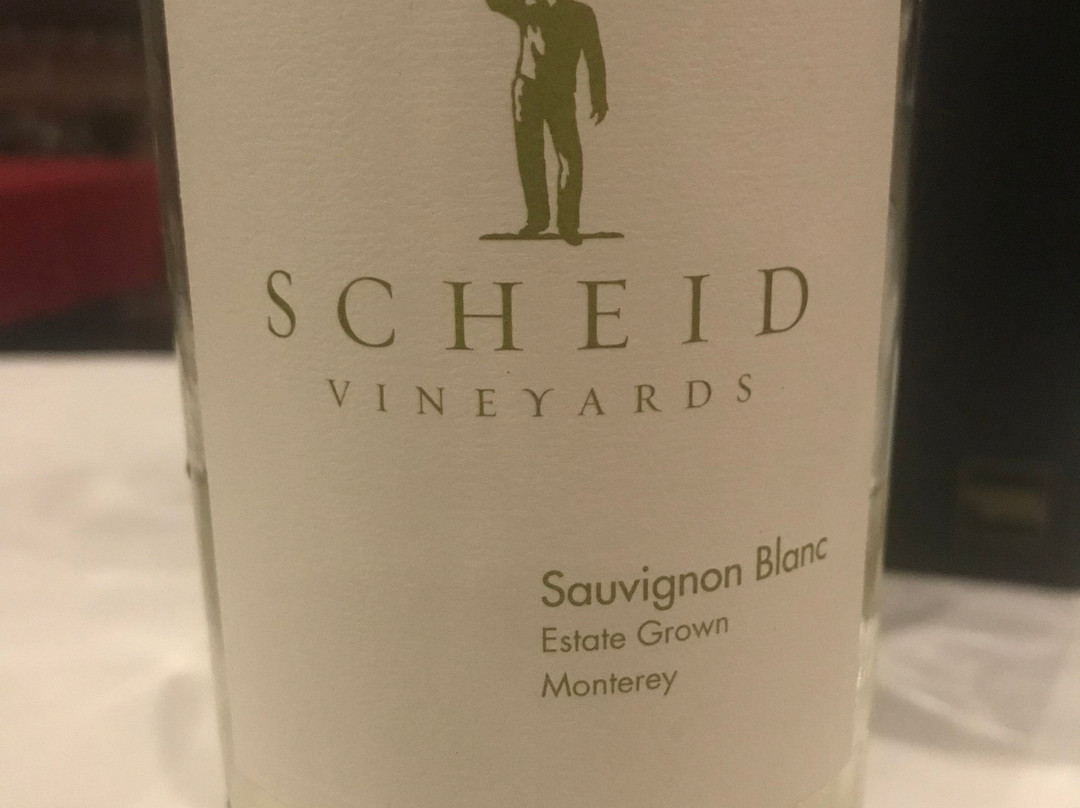 SCHEID
VINEYARDS
Sauvignon Blanc
Estate Grown
Monterey